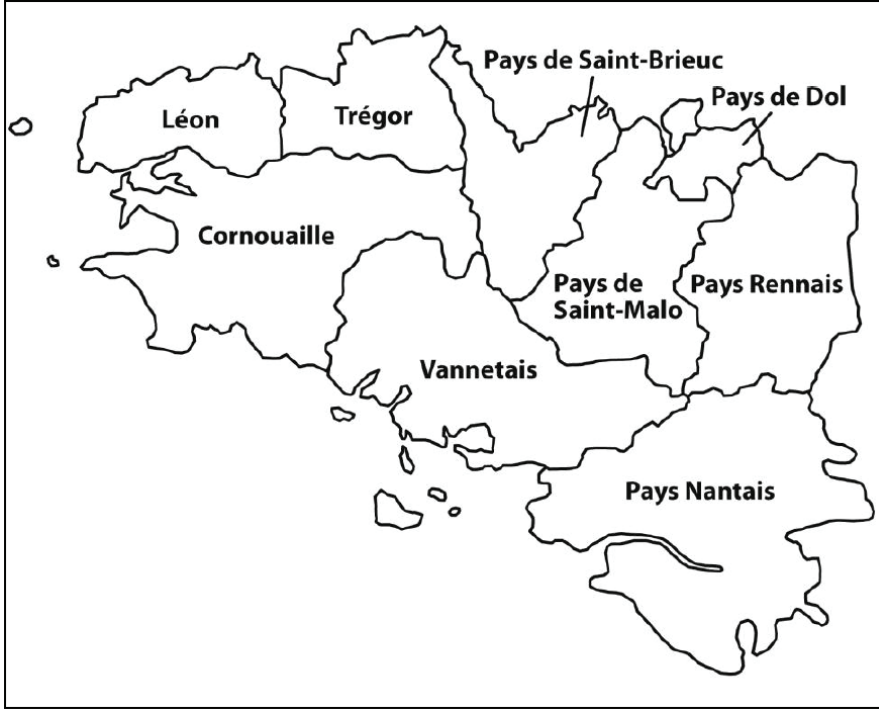 Pays de Saint-Brieuc
Pays de Dol
Léon
Trégor
Cornouaille
Pays de
Saint-Malo
Pays Rennais
Vannetais
Pays Nantais